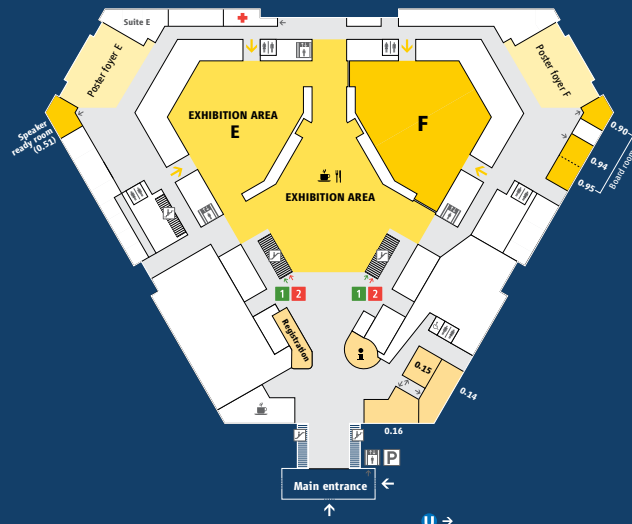 Suite E
Poster foyer E
Poster foyer F
EXHIBITION AREA
E
F
Speaker
ready room
(0.51)
0.90
0.94
0.95
Board room
EXHIBITION AREA
1 2
1 2
Registration
i
0.15
0.14
0.16
P
Main entrance
U